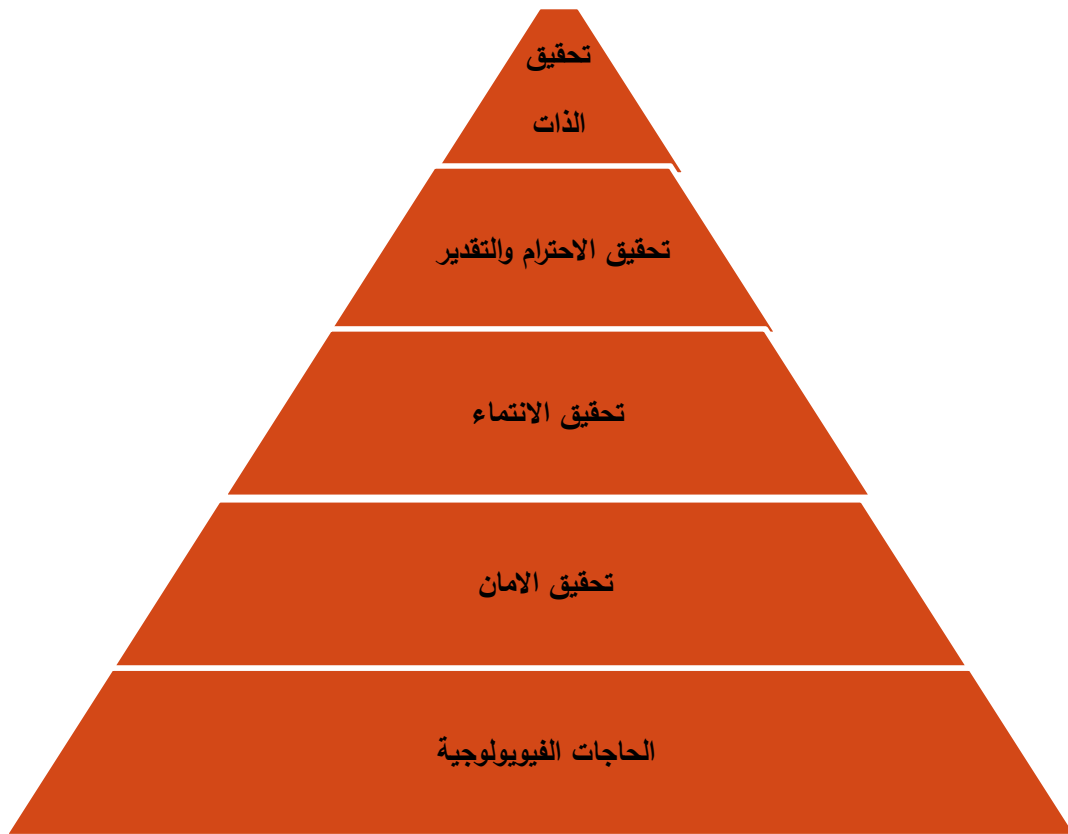 تحقيق
الذات
تحقيق الاحترام والتقدير
تحقيق الانتماء
تحقيق الامان
الحاجات الفيويولوجية